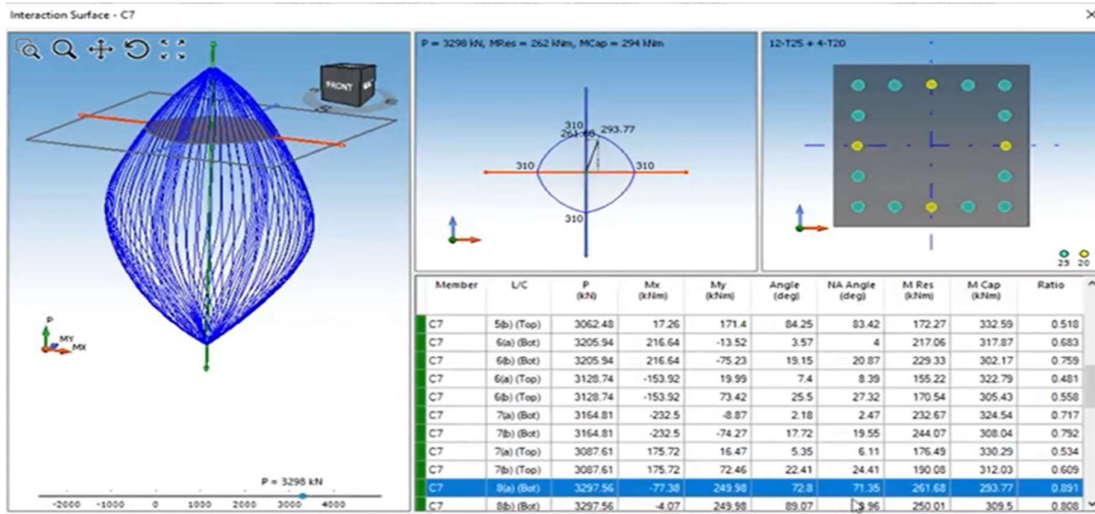 Interaction Surface - C7
P = 3298 kN, MRes = 262 kNm, MCap = 294 kNm
12-T25 + 4-T20
FRONT
310
293.77
310
310
310
25 20
P
MY
MX
P = 3298 kN
-2000 -1000 0 1000 2000 3000 4000
Member L/C P (kN) Mx (kNm) My (kNm) Angle (deg) NA Angle (deg) M Res (kNm) M Cap (kNm) Ratio
C7 5(b) (Top) 3062.48 17.26 171.4 84.25 83.42 172.27 332.59 0.518
C7 6(a) (Bot) 3205.94 216.64 -13.52 3.57 4 217.06 317.87 0.683
C7 6(b) (Bot) 3205.94 216.64 -75.23 19.15 20.87 229.33 302.17 0.759
C7 6(a) (Top) 3128.74 -153.92 19.99 7.4 8.39 155.22 322.79 0.481
C7 6(b) (Top) 3128.74 -153.92 73.42 25.5 27.32 170.54 305.43 0.558
C7 7(a) (Bot) 3164.81 -232.5 -8.87 2.18 2.47 232.67 324.54 0.717
C7 7(b) (Bot) 3164.81 -232.5 -74.27 17.72 19.55 244.07 308.04 0.792
C7 7(a) (Top) 3087.61 175.72 16.47 5.35 6.11 176.49 330.29 0.534
C7 7(b) (Top) 3087.61 175.72 72.46 22.41 24.41 190.08 312.03 0.609
C7 8(a) (Bot) 3297.56 -77.38 249.98 72.8 71.35 261.68 293.77 0.891
C7 8(b) (Bot) 3297.56 -4.07 249.98 89.07 250.01 309.5 0.808